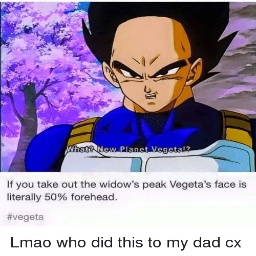 What? New Planet Vegeta!?
If you take out the widow's peak Vegeta's face is
literally 50% forehead.
#vegeta
Lmao who did this to my dad cx